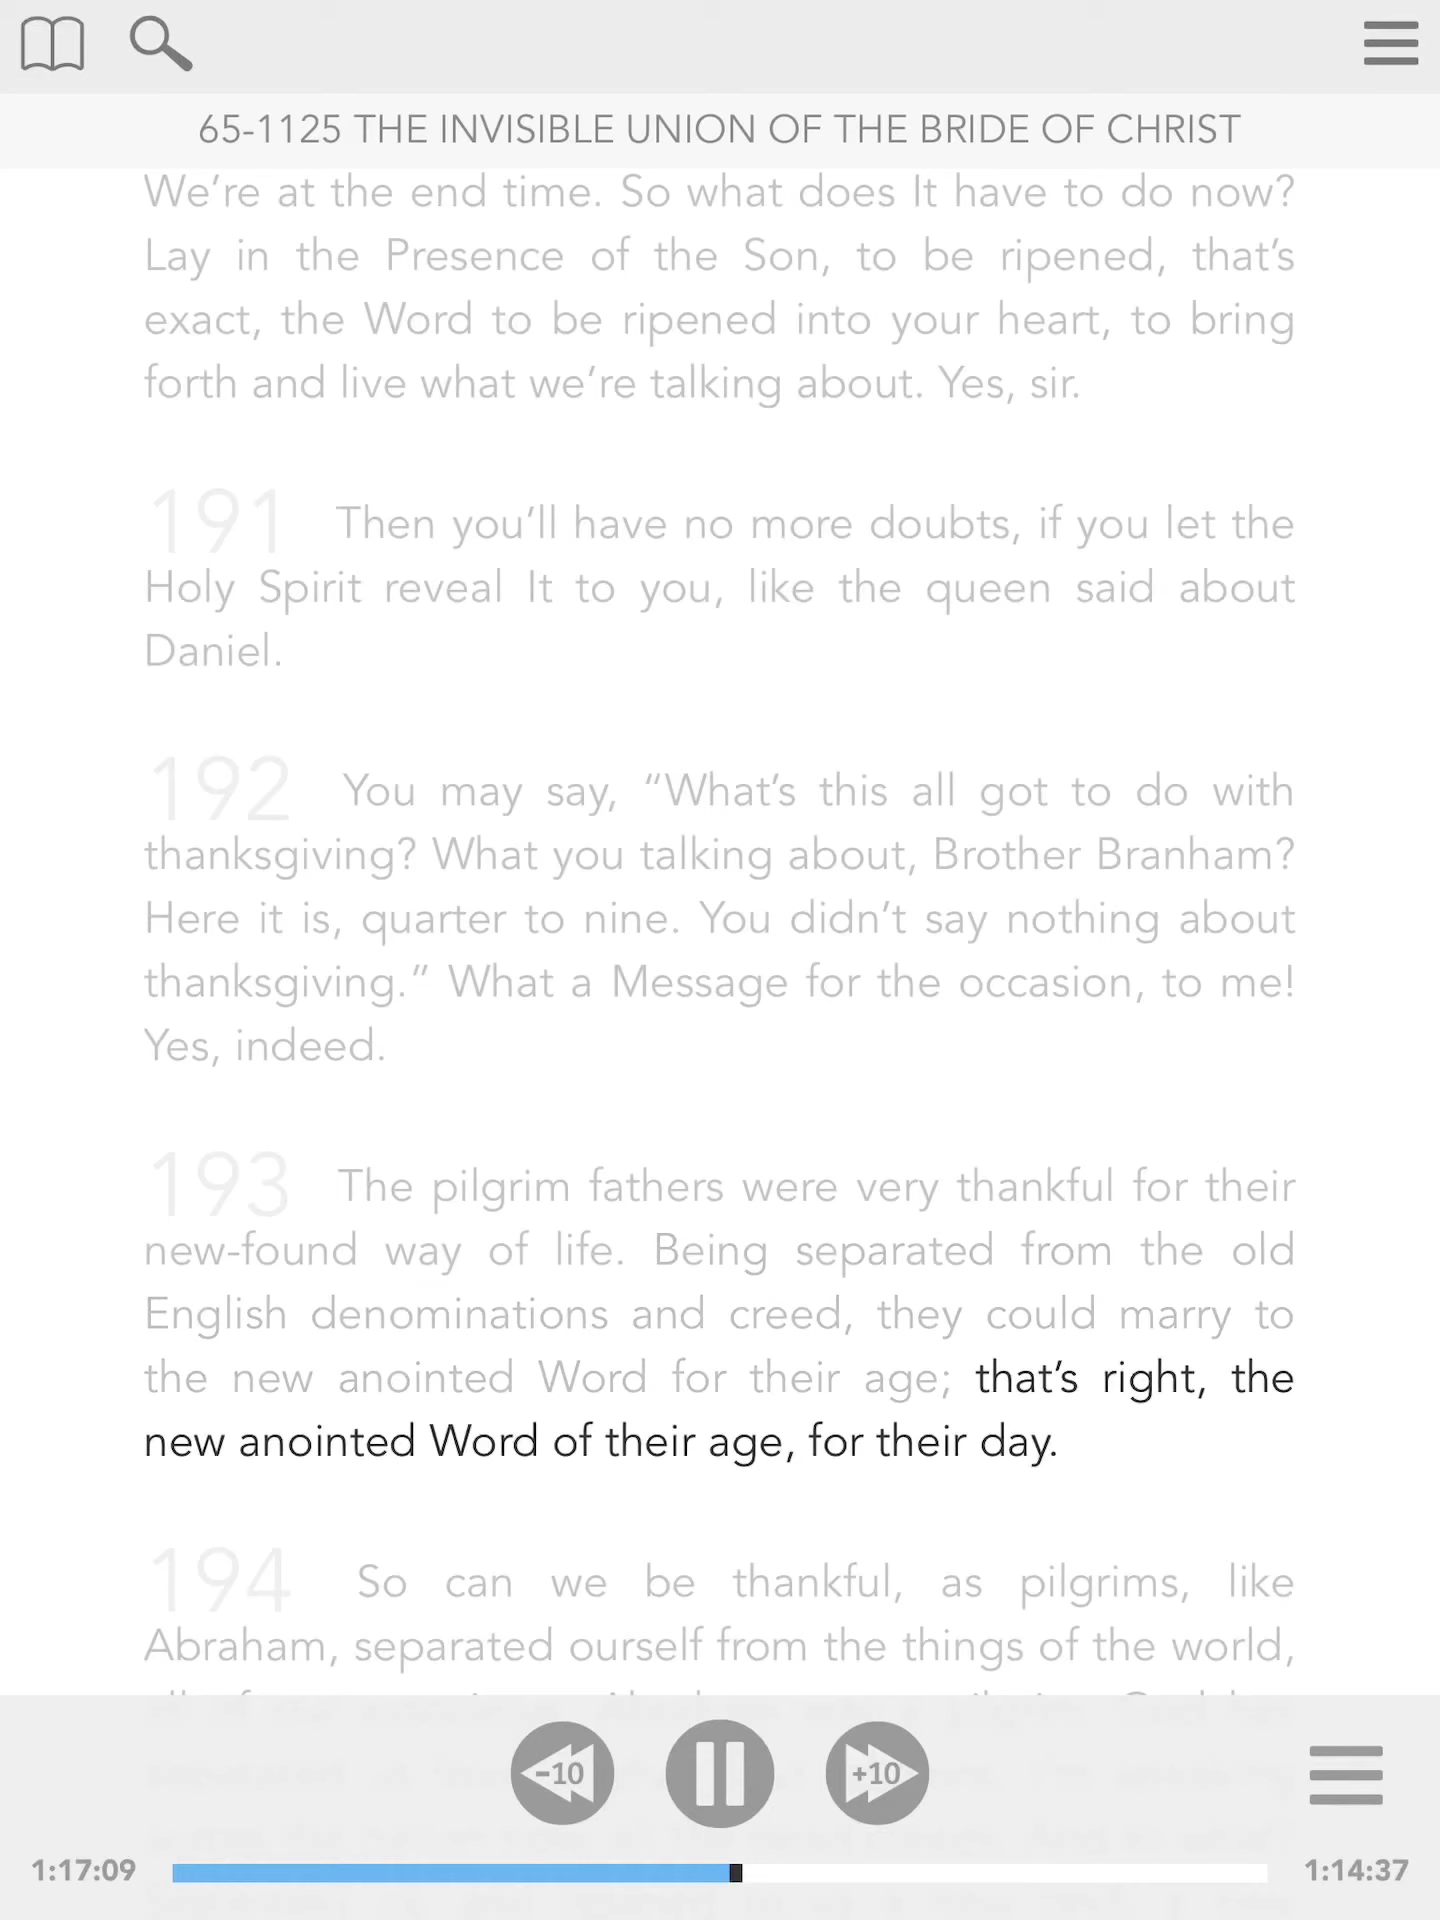 65-1125 THE INVISIBLE UNION OF THE BRIDE OF CHRIST
We’re at the end time. So what does It have to do now?
Lay in the Presence of the Son, to be ripened, that’s
exact, the Word to be ripened into your heart, to bring
forth and live what we’re talking about. Yes, sir.
191 Then you’ll have no more doubts, if you let the
Holy Spirit reveal It to you, like the queen said about
Daniel.
192 You may say, “What’s this all got to do with
thanksgiving? What you talking about, Brother Branham?
Here it is, quarter to nine. You didn’t say nothing about
thanksgiving.” What a Message for the occasion, to me!
Yes, indeed.
193 The pilgrim fathers were very thankful for their
new-found way of life. Being separated from the old
English denominations and creed, they could marry to
the new anointed Word for their age; that’s right, the
new anointed Word of their age, for their day.
194 So can we be thankful, as pilgrims, like
Abraham, separated ourself from the things of the world,
-10 +10
1:17:09 1:14:37